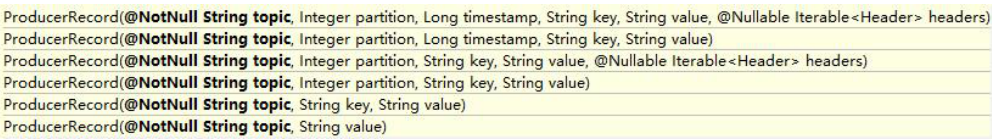 ProducerRecord(@NotNull String topic, Integer partition, Long timestamp, String key, String value, @Nullable Iterable<Header> headers)
ProducerRecord(@NotNull String topic, Integer partition, Long timestamp, String key, String value)
ProducerRecord(@NotNull String topic, Integer partition, String key, String value, @Nullable Iterable<Header> headers)
ProducerRecord(@NotNull String topic, Integer partition, String key, String value)
ProducerRecord(@NotNull String topic, String key, String value)
ProducerRecord(@NotNull String topic, String value)